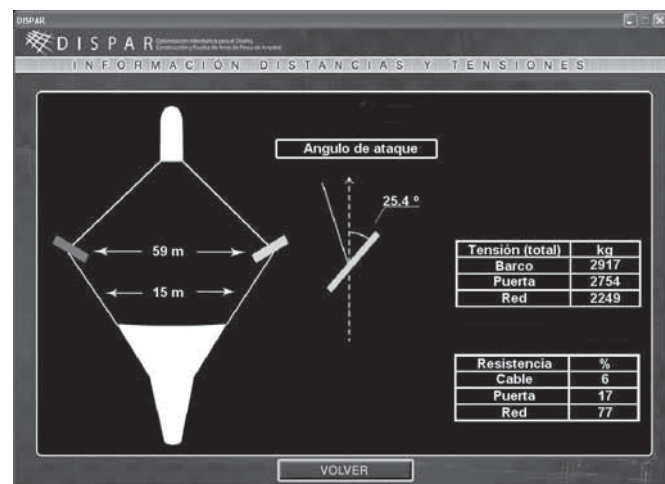 DISPAR
DISPAR
INFORMACIÓN DISTANCIAS Y TENSIONES
Angulo de ataque
25.4 º
59 m
15 m
Tensión (total) kg
Barco 2917
Puerta 2754
Red 2249
Resistencia %
Cable 6
Puerta 17
Red 77
VOLVER